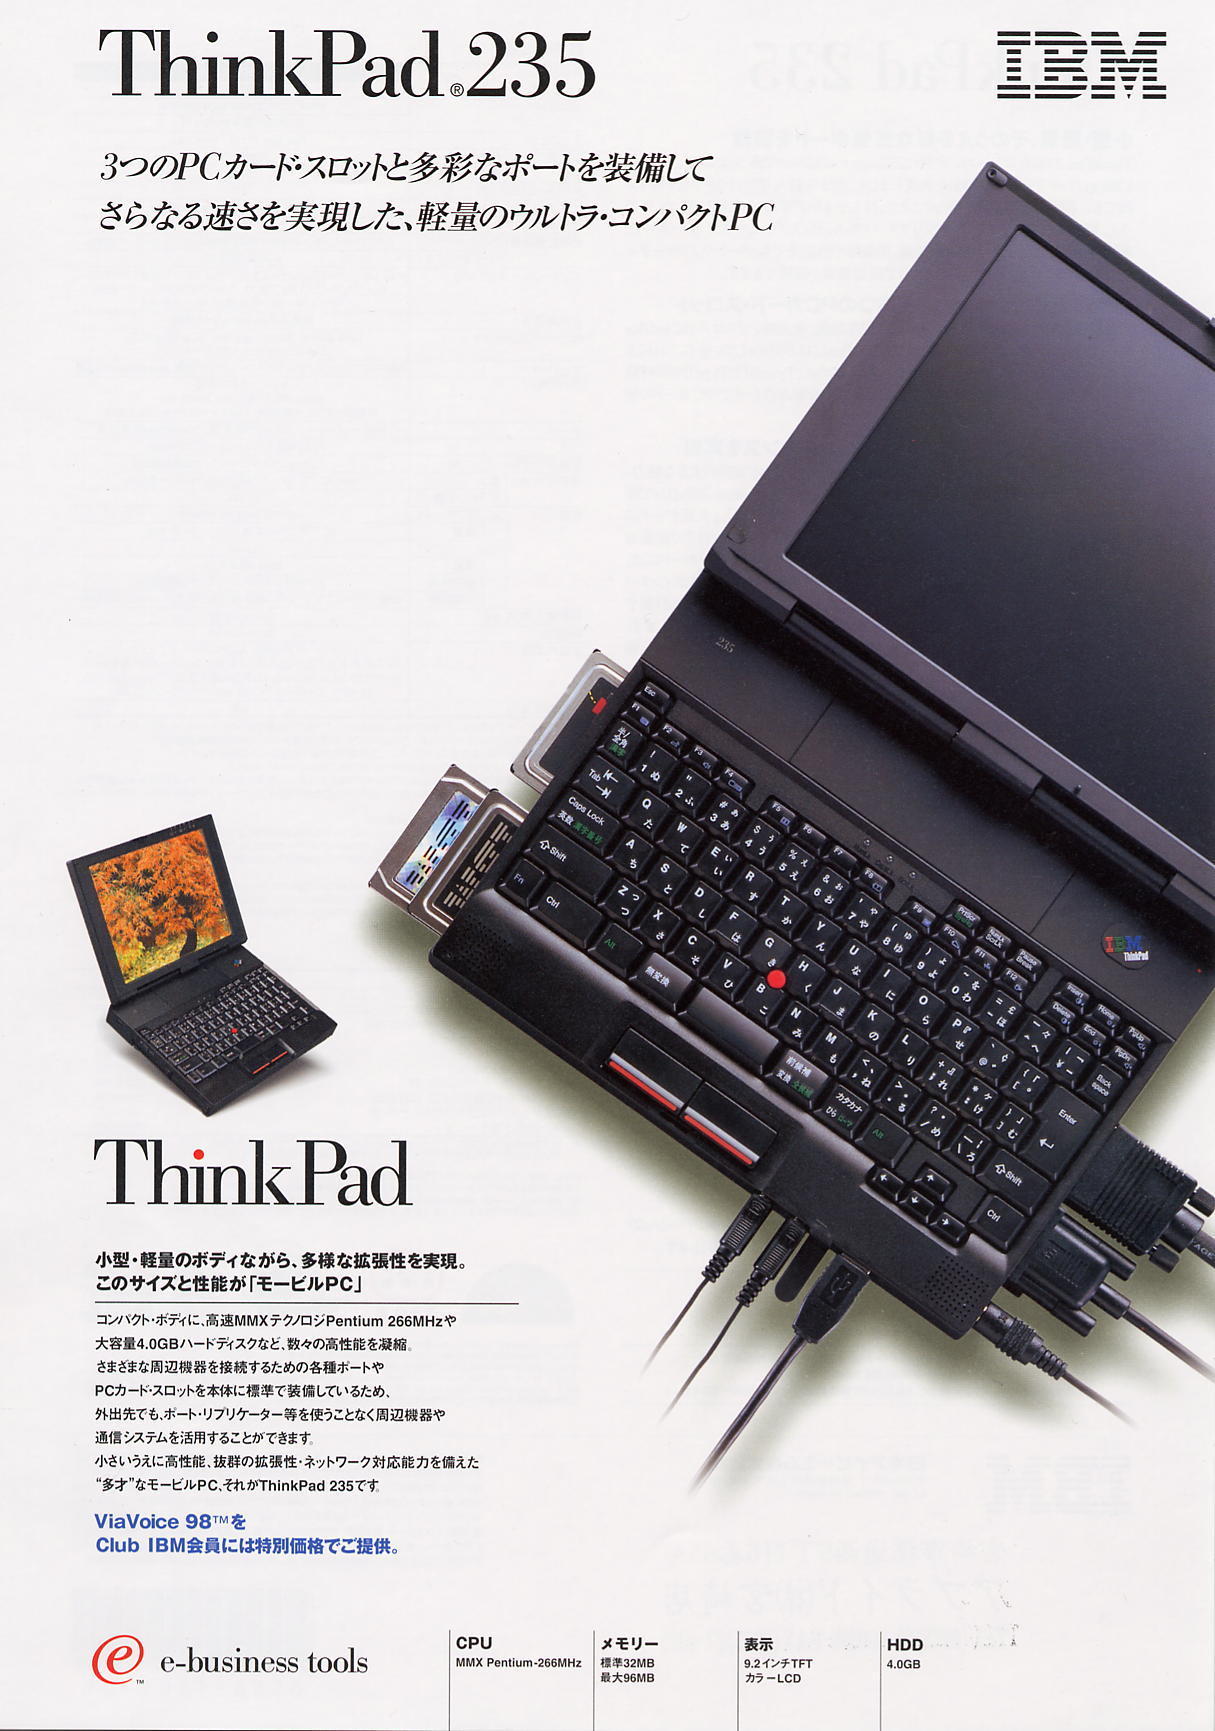 ThinkPad®235
IBM
3つのPCカード・スロットと多彩なポートを装備して
さらなる速さを実現した、軽量のウルトラ・コンパクトPC
235
IBM
ThinkPad
ThinkPad
小型・軽量のボディながら、多様な拡張性を実現。
このサイズと性能が「モービルPC」
コンパクト・ボディに、高速MMXテクノロジPentium 266MHzや
大容量4.0GBハードディスクなど、数々の高性能を凝縮。
さまざまな周辺機器を接続するための各種ポートや
PCカード・スロットを本体に標準で装備しているため、
外出先でも、ポート・リプリケーター等を使うことなく周辺機器や
通信システムを活用することができます。
小さいうえに高性能、抜群の拡張性・ネットワーク対応能力を備えた
“多才”なモービルPC、それがThinkPad 235です。
ViaVoice 98™を
Club IBM会員には特別価格でご提供。
e™ e-business tools
CPU
MMX Pentium-266MHz
メモリー
標準32MB
最大96MB
表示
9.2インチTFT
カラーLCD
HDD
4.0GB